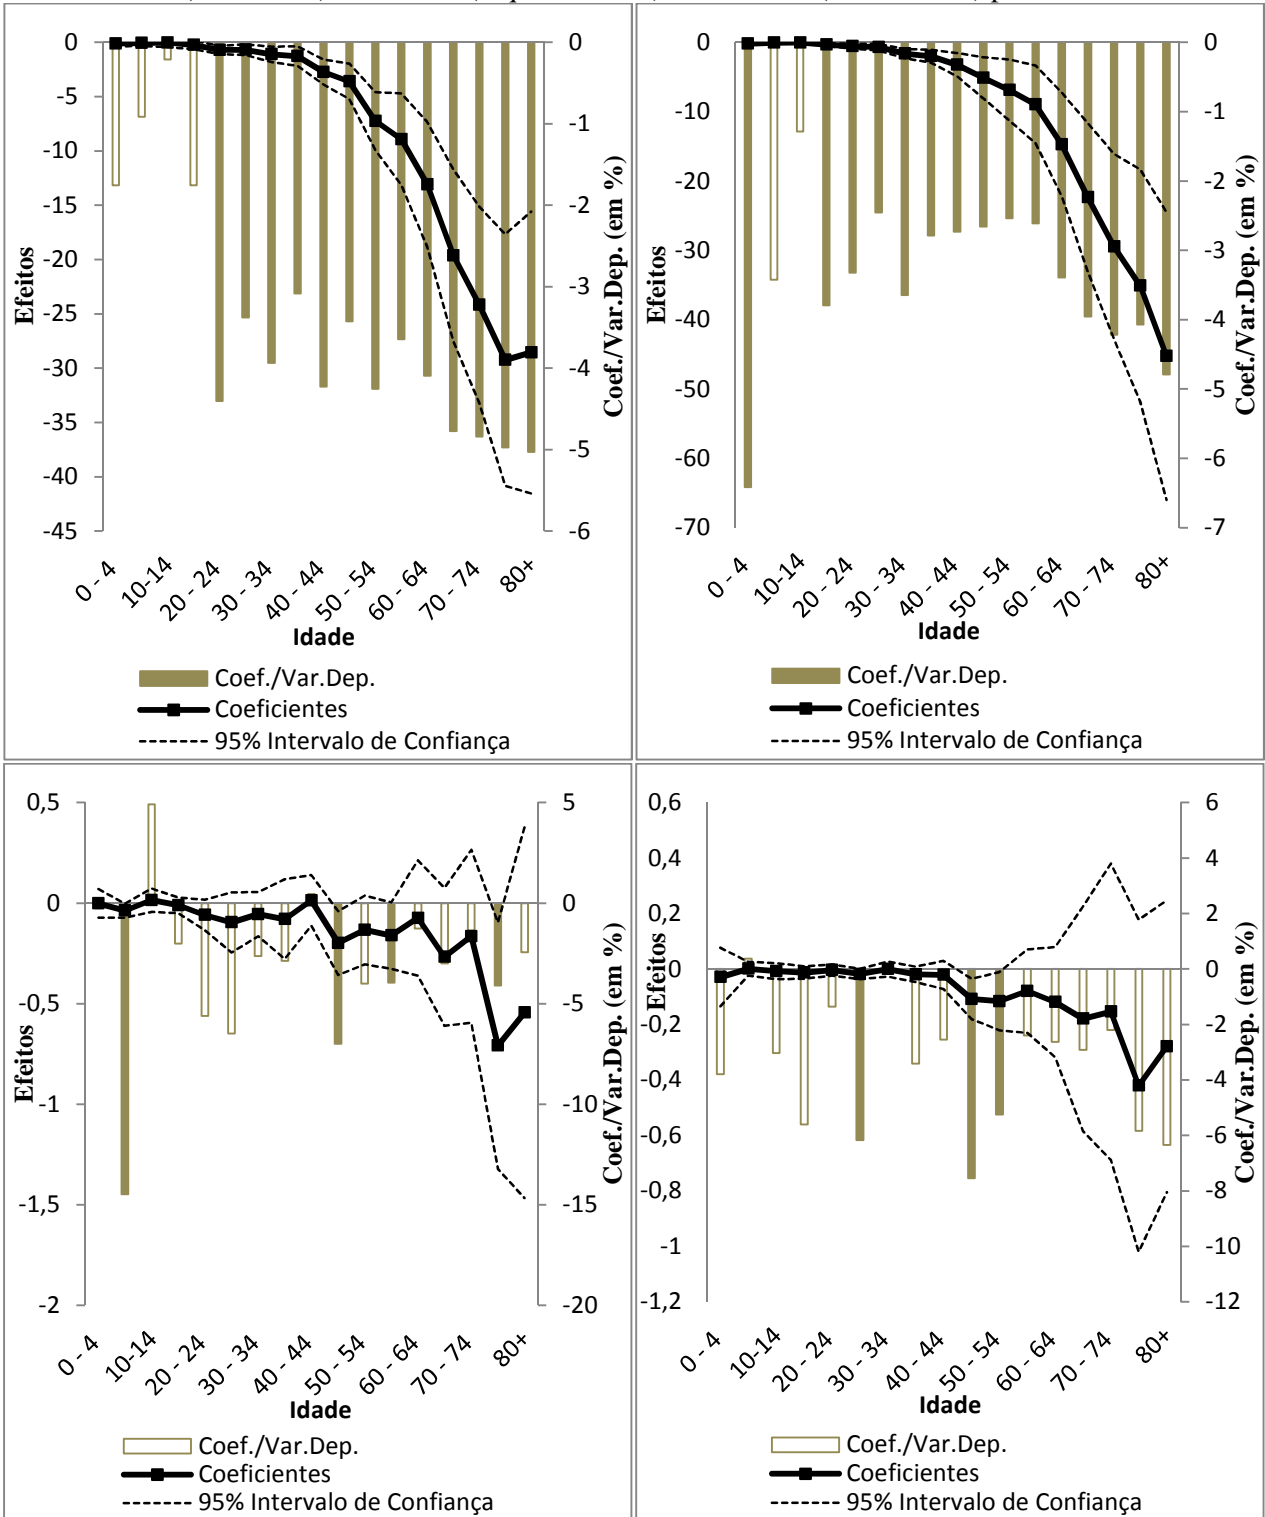 0
-5
-10
-15
-20
-25
-30
-35
-40
-45
Efeitos
0
-1
-2
-3
-4
-5
-6
Coef./Var.Dep. (em %)
0 - 4
10-14
20 - 24
30 - 34
40 - 44
50 - 54
60 - 64
70 - 74
80+
Idade
Coef./Var.Dep.
Coeficientes
95% Intervalo de Confiança
0
-10
-20
-30
-40
-50
-60
-70
Efeitos
0
-1
-2
-3
-4
-5
-6
-7
Coef./Var.Dep. (em %)
0 - 4
10-14
20 - 24
30 - 34
40 - 44
50 - 54
60 - 64
70 - 74
80+
Idade
Coef./Var.Dep.
Coeficientes
95% Intervalo de Confiança
0,5
0
-0,5
-1
-1,5
-2
Efeitos
5
0
-5
-10
-15
-20
Coef./Var.Dep. (em %)
0 - 4
10-14
20 - 24
30 - 34
40 - 44
50 - 54
60 - 64
70 - 74
80+
Idade
Coef./Var.Dep.
Coeficientes
95% Intervalo de Confiança
0,6
0,4
0,2
0
-0,2
-0,4
-0,6
-0,8
-1
-1,2
Efeitos
6
4
2
0
-2
-4
-6
-8
-10
-12
Coef./Var.Dep. (em %)
0 - 4
10-14
20 - 24
30 - 34
40 - 44
50 - 54
60 - 64
70 - 74
80+
Idade
Coef./Var.Dep.
Coeficientes
95% Intervalo de Confiança